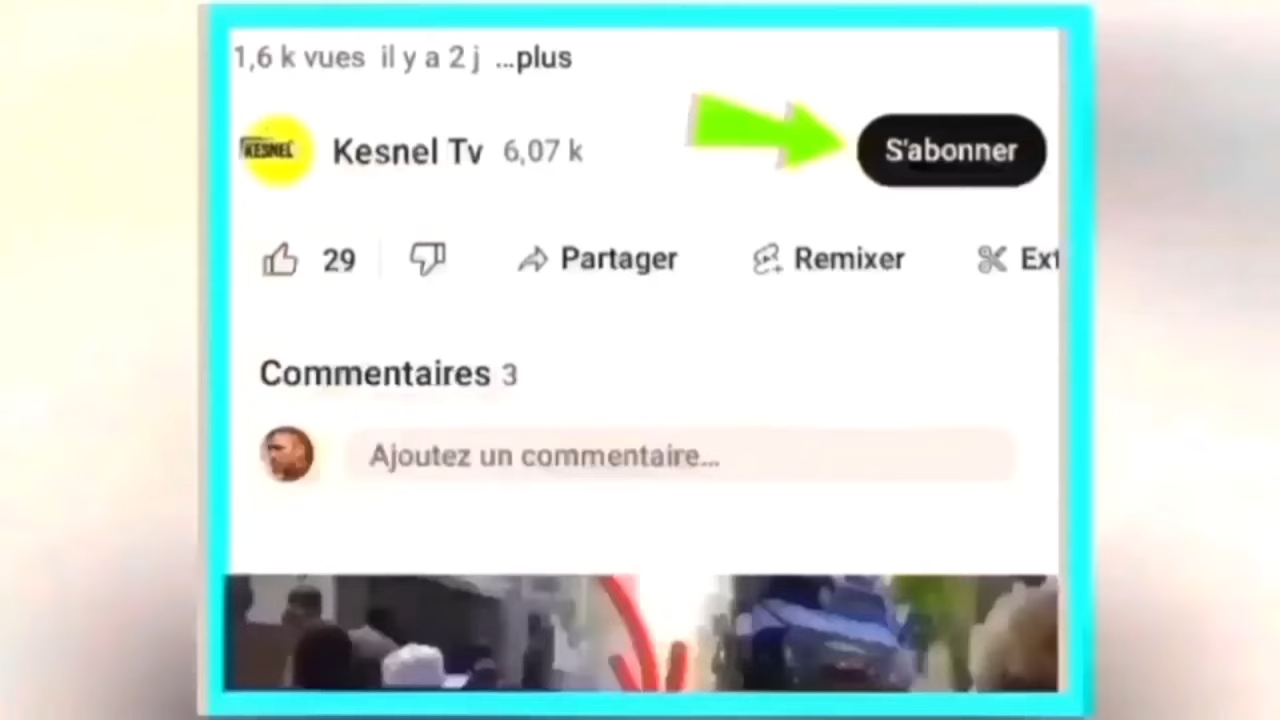 1,6 k vues il y a 2 j ...plus
KESNEL Kesnel Tv 6,07 k S'abonner
29 Partager Remixer Ext
Commentaires 3
Ajoutez un commentaire...